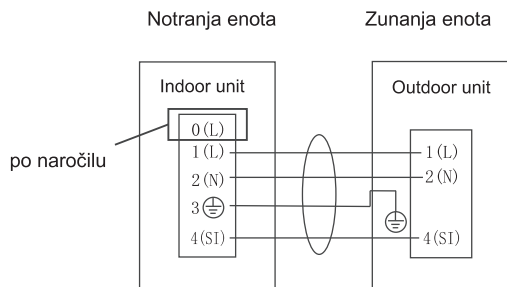 Notranja enota
Zunanja enota
Indoor unit
Outdoor unit
po naročilu
0(L)
1(L)
2(N)
3
4(SI)
1(L)
2(N)
4(SI)